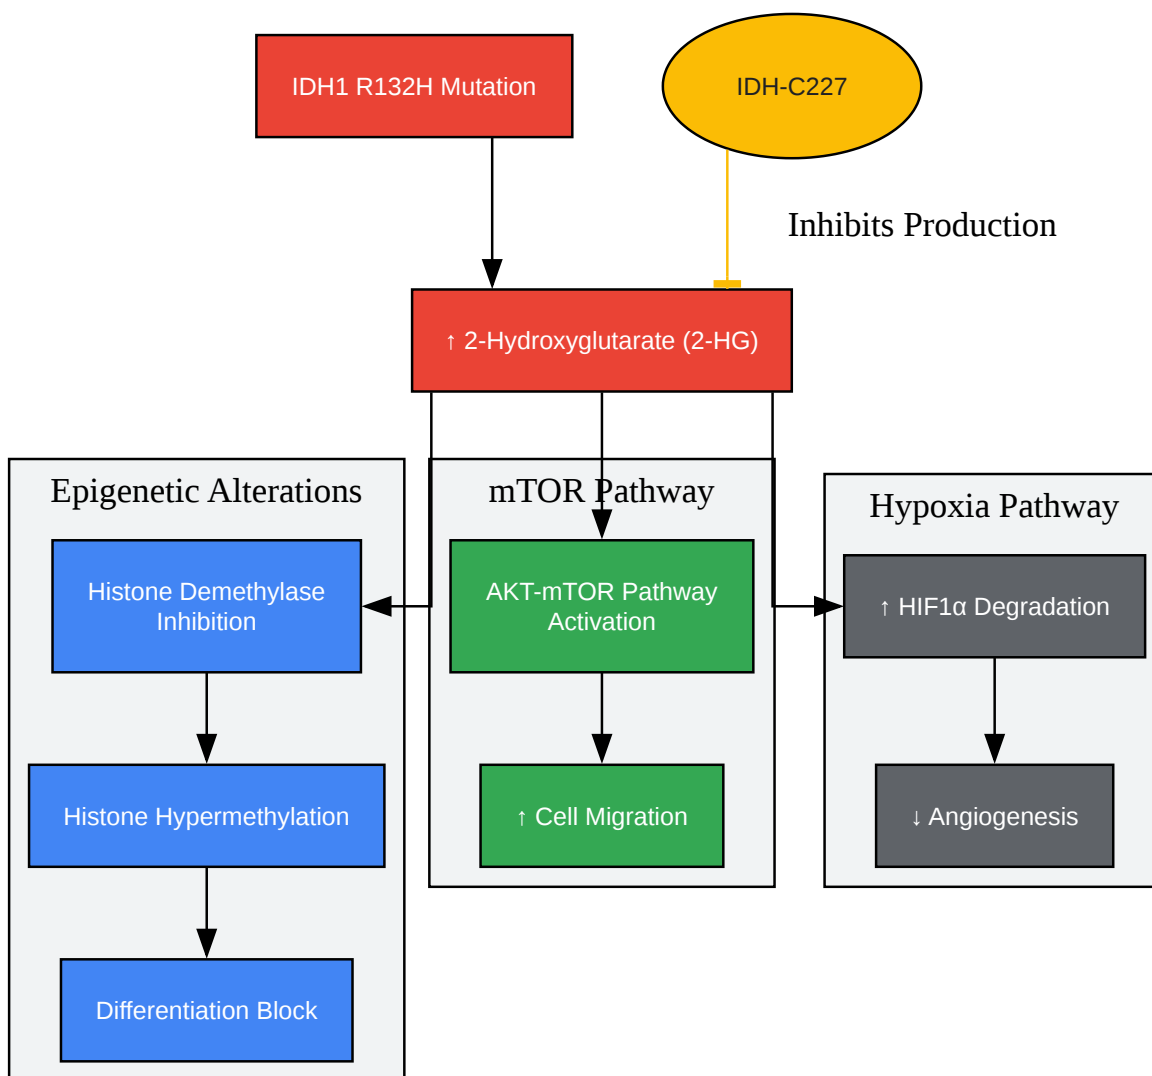 IDH1 R132H Mutation
IDH-C227
Inhibits Production
↑ 2-Hydroxyglutarate (2-HG)
Epigenetic Alterations
Histone Demethylase
Inhibition
Histone Hypermethylation
Differentiation Block
mTOR Pathway
AKT-mTOR Pathway
Activation
↑ Cell Migration
Hypoxia Pathway
↑ HIF1α Degradation
↓ Angiogenesis